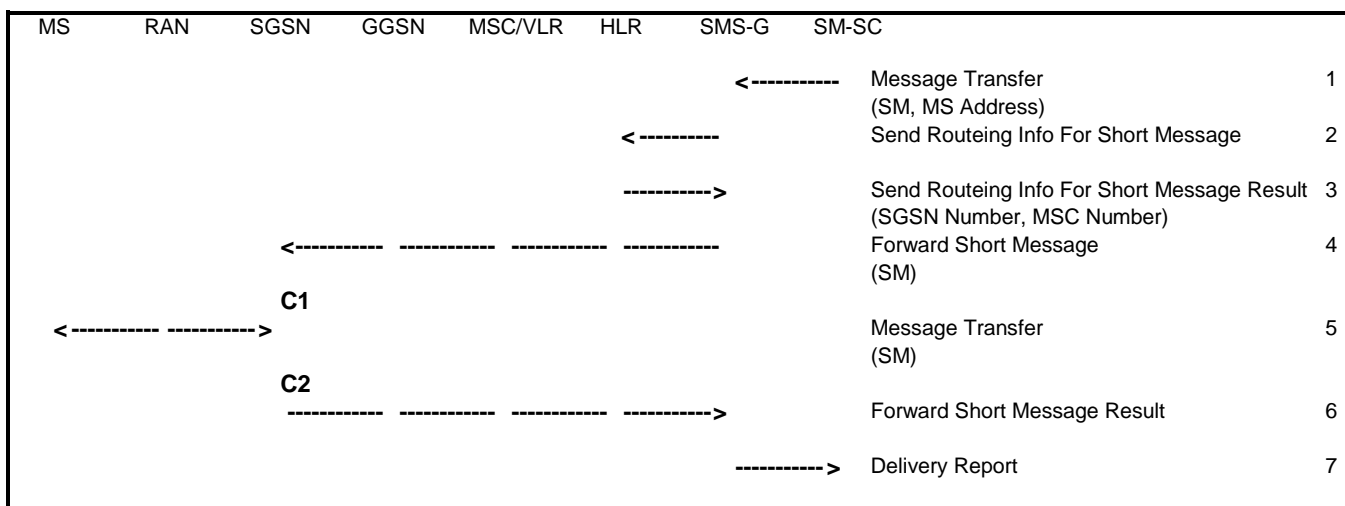 MS RAN SGSN GGSN MSC/VLR HLR SMS-G SM-SC
Message Transfer 1
(SM, MS Address)
Send Routeing Info For Short Message 2
Send Routeing Info For Short Message Result 3
(SGSN Number, MSC Number)
Forward Short Message 4
(SM)
C1
Message Transfer 5
(SM)
C2
Forward Short Message Result 6
Delivery Report 7